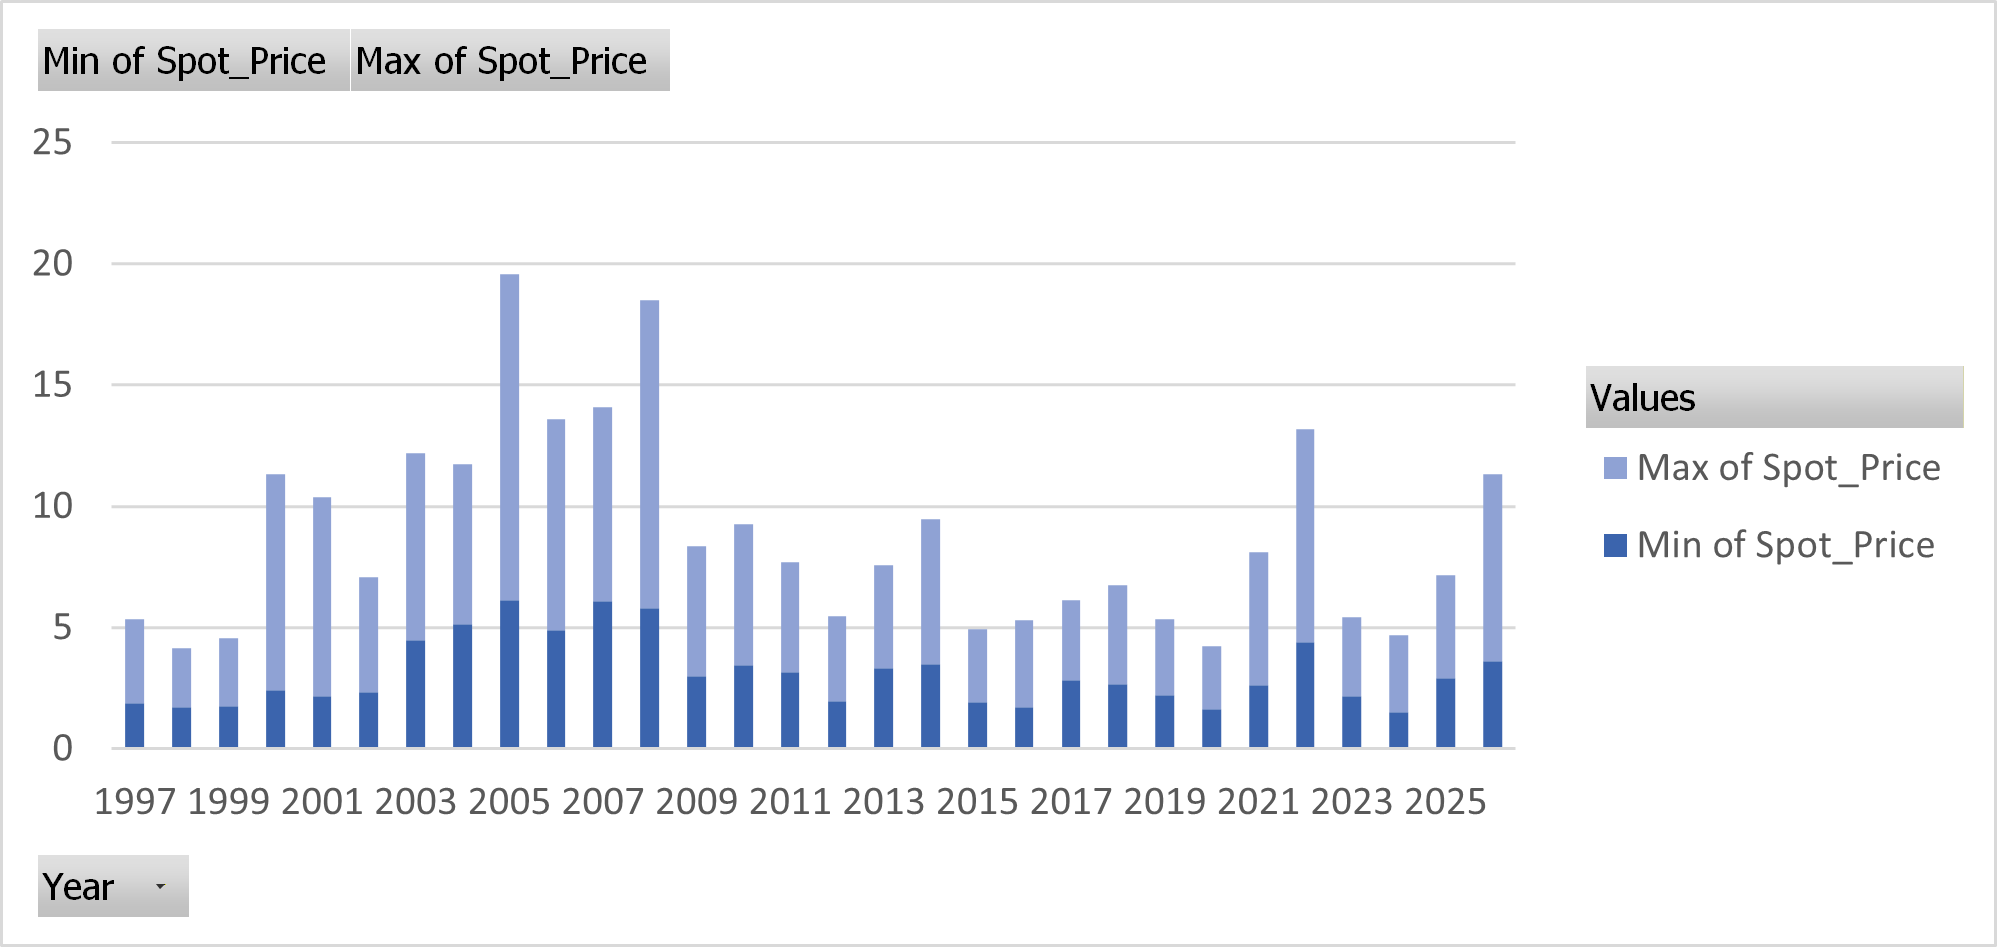 Min of Spot_Price Max of Spot_Price
25
20
15
10
5
0
1997 1999 2001 2003 2005 2007 2009 2011 2013 2015 2017 2019 2021 2023 2025
Values
Max of Spot_Price
Min of Spot_Price
Year